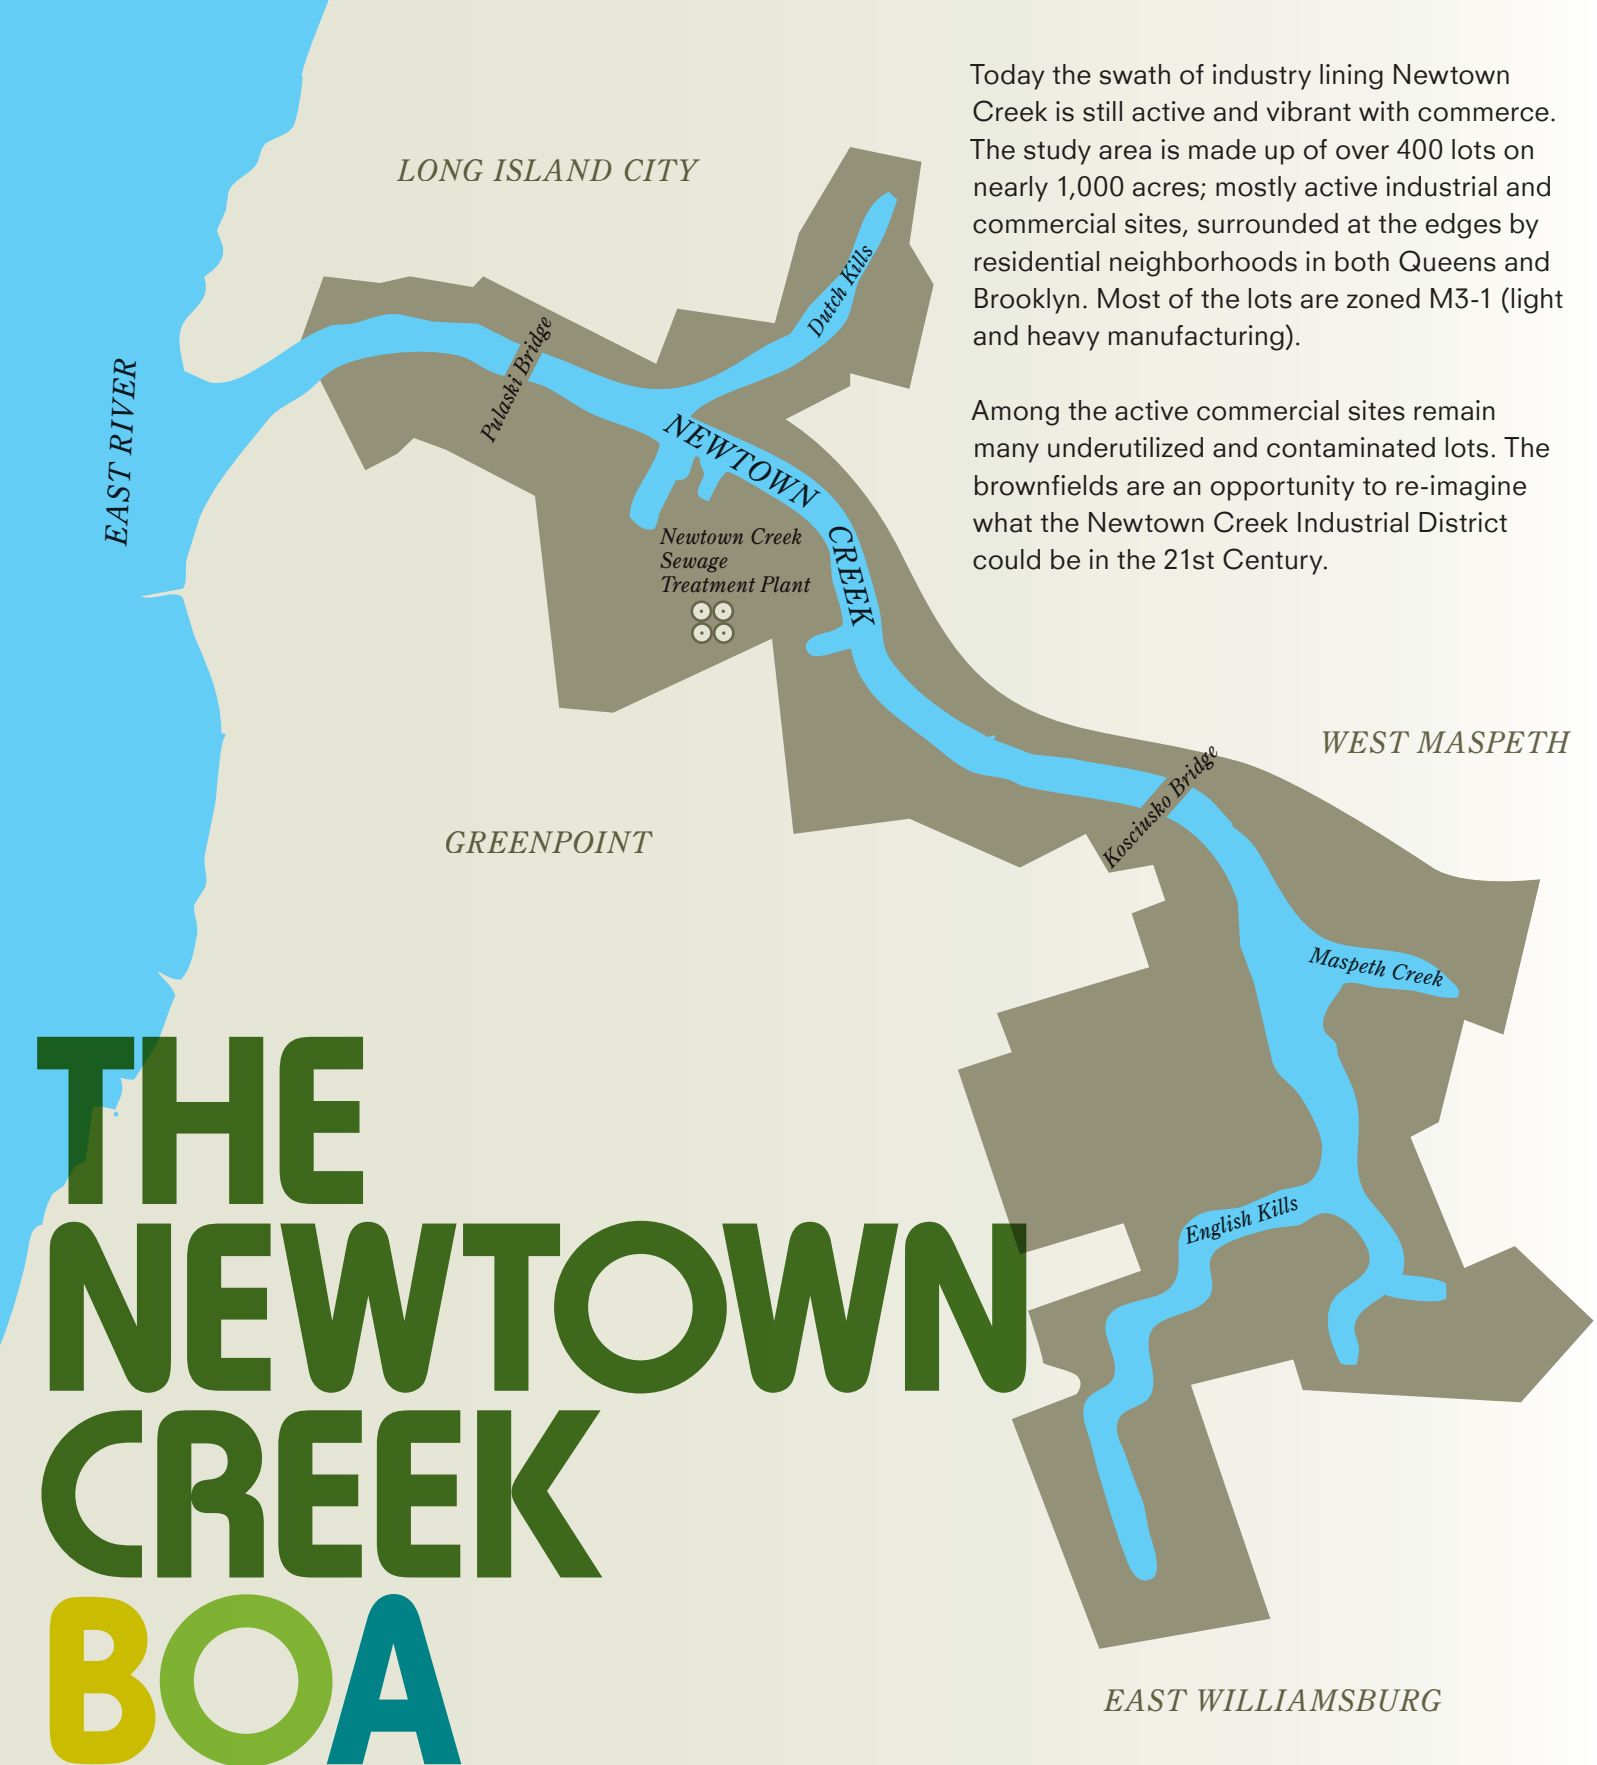 Today the swath of industry lining Newtown
Creek is still active and vibrant with commerce.
The study area is made up of over 400 lots on
nearly 1,000 acres; mostly active industrial and
commercial sites, surrounded at the edges by
residential neighborhoods in both Queens and
Brooklyn. Most of the lots are zoned M3-1 (light
and heavy manufacturing).
Among the active commercial sites remain
many underutilized and contaminated lots. The
brownfields are an opportunity to re-imagine
what the Newtown Creek Industrial District
could be in the 21st Century.
LONG ISLAND CITY
Dutch Kills
Pulaski Bridge
EAST RIVER
NEWTOWN CREEK
Newtown Creek
Sewage
Treatment Plant
WEST MASPETH
Kosciusko Bridge
GREENPOINT
Maspeth Creek
English Kills
THE
NEWTOWN
CREEK
BOA
EAST WILLIAMSBURG